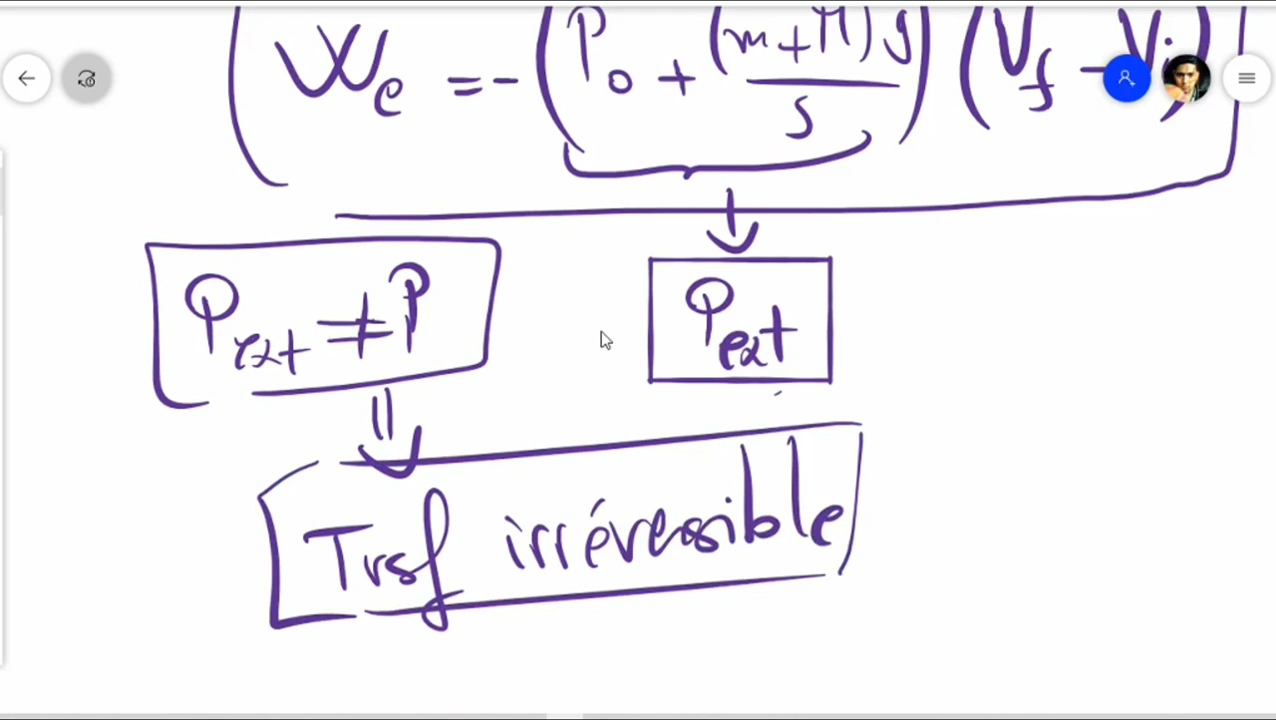 We = - (P0 + (m+M)g / S) (Vf - Vi)
Pext ≠ P
Pext
Trsf irréversible